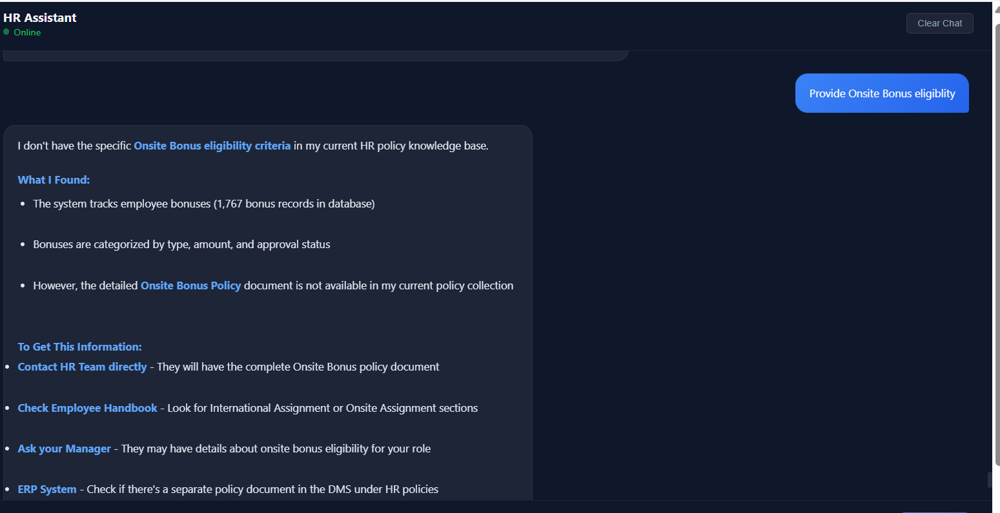 HR Assistant
Online
Clear Chat
Provide Onsite Bonus eligiblity
I don't have the specific Onsite Bonus eligibility criteria in my current HR policy knowledge base.
What I Found:
• The system tracks employee bonuses (1,767 bonus records in database)
• Bonuses are categorized by type, amount, and approval status
• However, the detailed Onsite Bonus Policy document is not available in my current policy collection
To Get This Information:
• Contact HR Team directly - They will have the complete Onsite Bonus policy document
• Check Employee Handbook - Look for International Assignment or Onsite Assignment sections
• Ask your Manager - They may have details about onsite bonus eligibility for your role
• ERP System - Check if there's a separate policy document in the DMS under HR policies